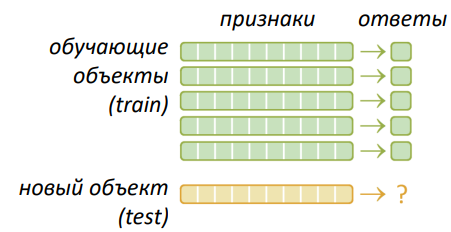 признаки ответы
обучающие
объекты
(train)
новый объект
(test)
?